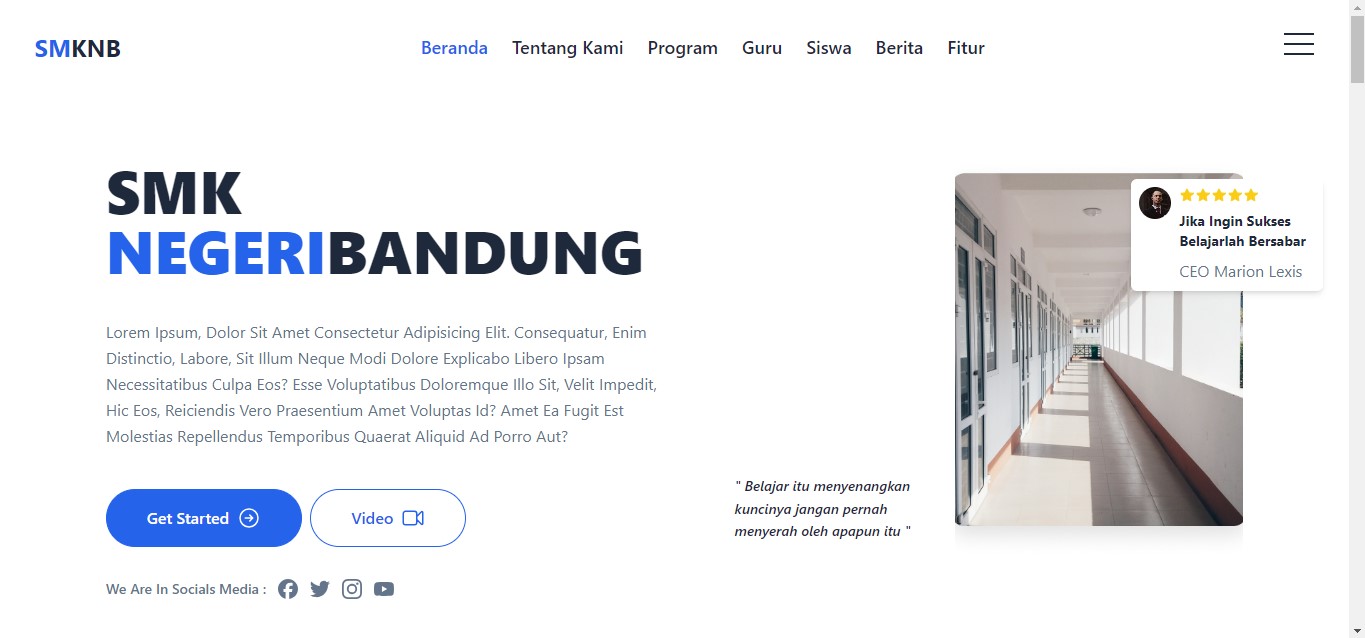 SMKNB
Beranda Tentang Kami Program Guru Siswa Berita Fitur
SMK
NEGERIBANDUNG
Lorem Ipsum, Dolor Sit Amet Consectetur Adipisicing Elit. Consequatur, Enim
Distinctio, Labore, Sit Illum Neque Modi Dolore Explicabo Libero Ipsam
Necessitatibus Culpa Eos? Esse Voluptatibus Doloremque Illo Sit, Velit Impedit,
Hic Eos, Reiciendis Vero Praesentium Amet Voluptas Id? Amet Ea Fugit Est
Molestias Repellendus Temporibus Quaerat Aliquid Ad Porro Aut?
Get Started
Video
We Are In Socials Media :
" Belajar itu menyenangkan
kuncinya jangan pernah
menyerah oleh apapun itu "
Jika Ingin Sukses
Belajarlah Bersabar
CEO Marion Lexis